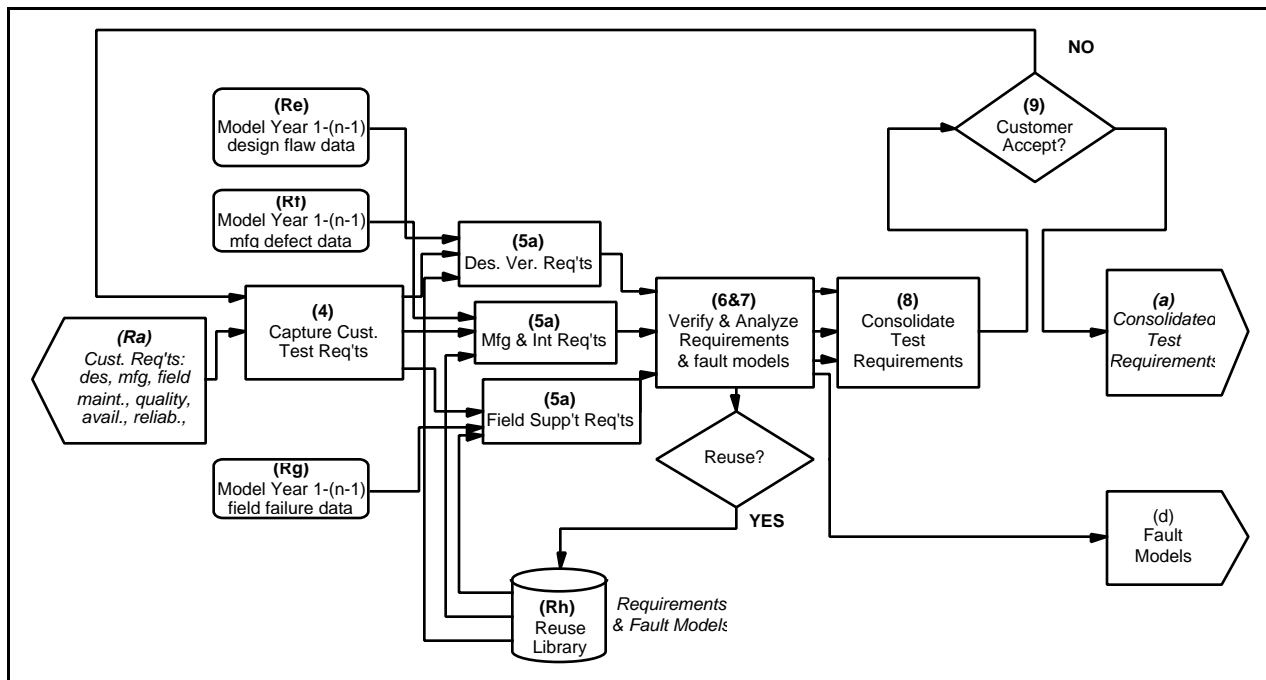 NO
(9)
Customer
Accept?
(Re)
Model Year 1-(n-1)
design flaw data
(Rf)
Model Year 1-(n-1)
mfg defect data
(5a)
Des. Ver. Req'ts
(Ra)
Cust. Req'ts:
des, mfg, field
maint., quality,
avail., reliab.,
(4)
Capture Cust.
Test Req'ts
(5a)
Mfg & Int Req'ts
(6&7)
Verify & Analyze
Requirements
& fault models
(8)
Consolidate
Test
Requirements
(a)
Consolidated
Test
Requirements
(5a)
Field Supp't Req'ts
(Rg)
Model Year 1-(n-1)
field failure data
Reuse?
YES
(d)
Fault
Models
(Rh)
Reuse
Library
Requirements
& Fault Models